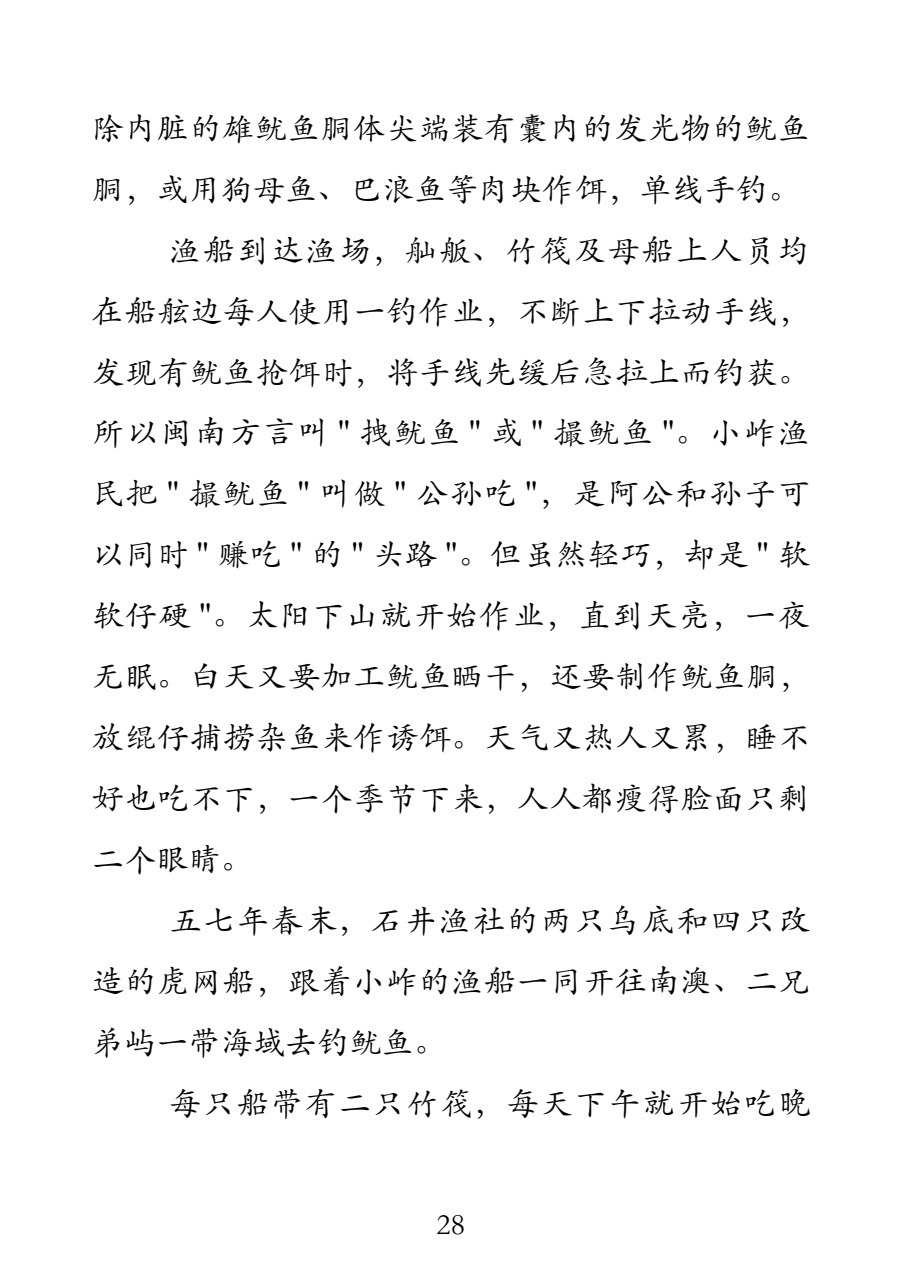 除内脏的雄鱿鱼胴体尖端装有囊内的发光物的鱿鱼
胴，或用狗母鱼、巴浪鱼等肉块作饵，单线手钓。
渔船到达渔场，舢舨、竹筏及母船上人员均
在船舷边每人使用一钓作业，不断上下拉动手线，
发现有鱿鱼抢饵时，将手线先缓后急拉上而钓获。
所以闽南方言叫"拽鱿鱼"或"撮鱿鱼"。小岞渔
民把"撮鱿鱼"叫做"公孙吃"，是阿公和孙子可
以同时"赚吃"的"头路"。但虽然轻巧，却是"软
软仔硬"。太阳下山就开始作业，直到天亮，一夜
无眠。白天又要加工鱿鱼晒干，还要制作鱿鱼胴，
放绲仔捕捞杂鱼来作诱饵。天气又热人又累，睡不
好也吃不下，一个季节下来，人人都瘦得脸面只剩
二个眼睛。
五七年春末，石井渔社的两只乌底和四只改
造的虎网船，跟着小岞的渔船一同开往南澳、二兄
弟屿一带海域去钓鱿鱼。
每只船带有二只竹筏，每天下午就开始吃晚
28